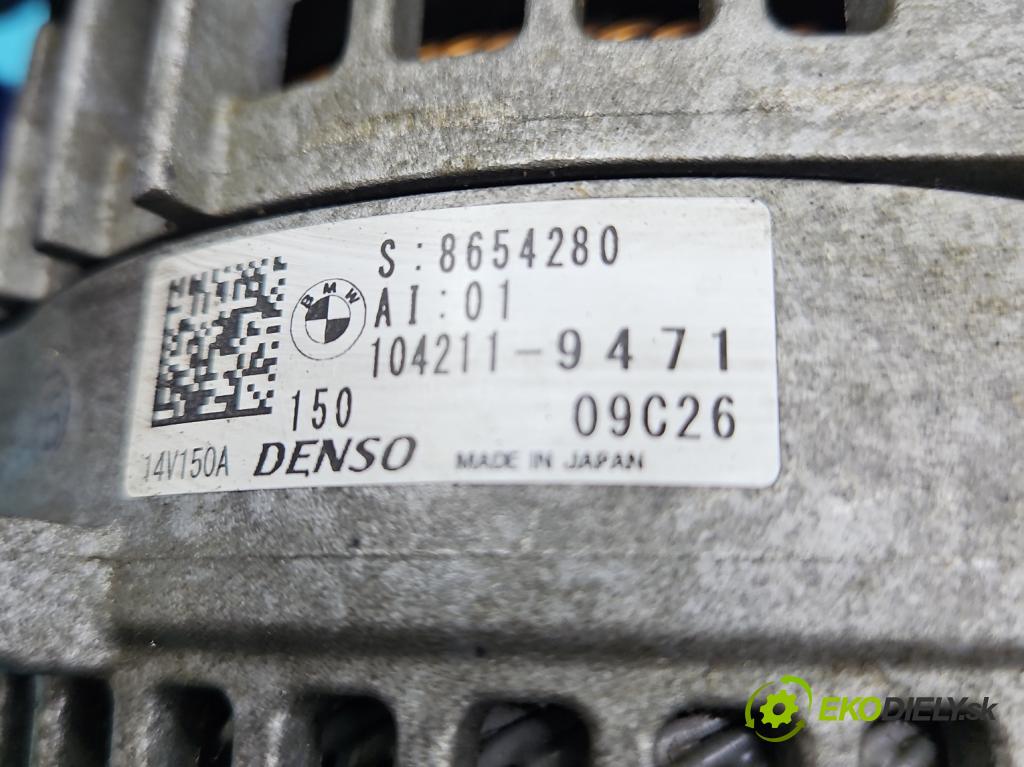 S:8654280
BMW
AI:01
104211-9471
150
09C26
14V150A
DENSO
MADE IN JAPAN
EKODIELY.sk